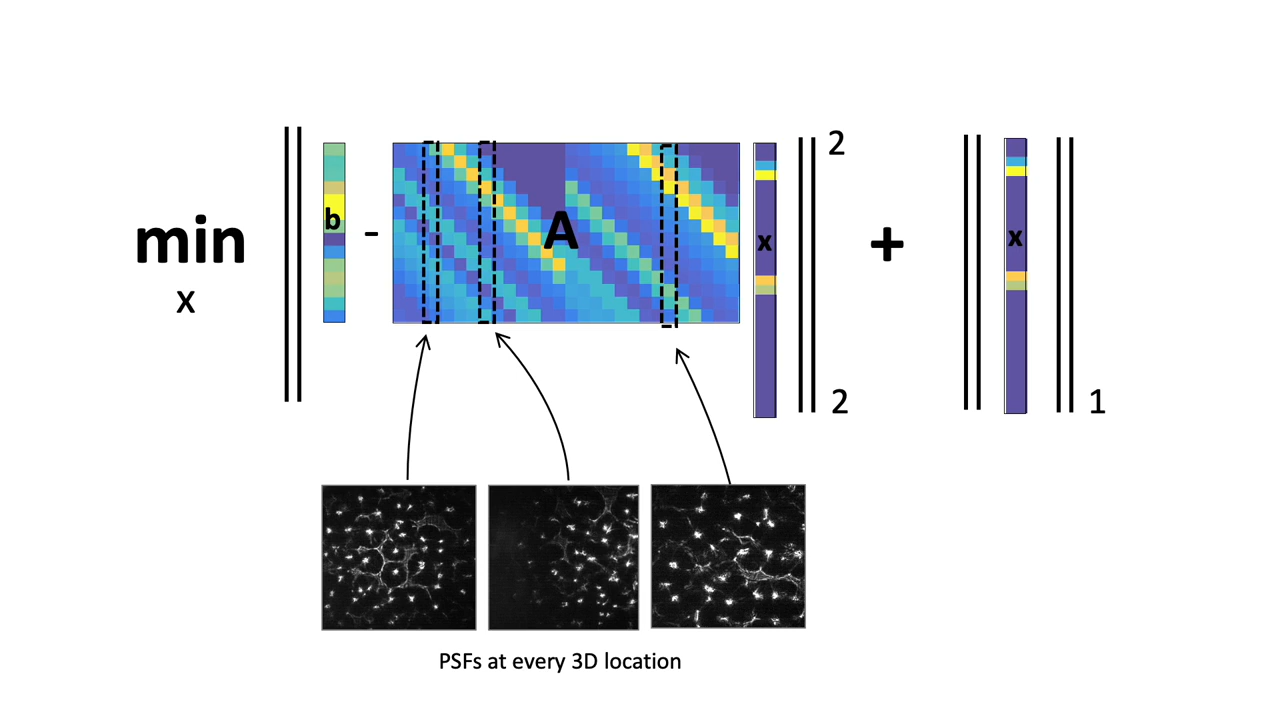 min
x
b
-
A
x
2
2
+
x
1
PSFs at every 3D location